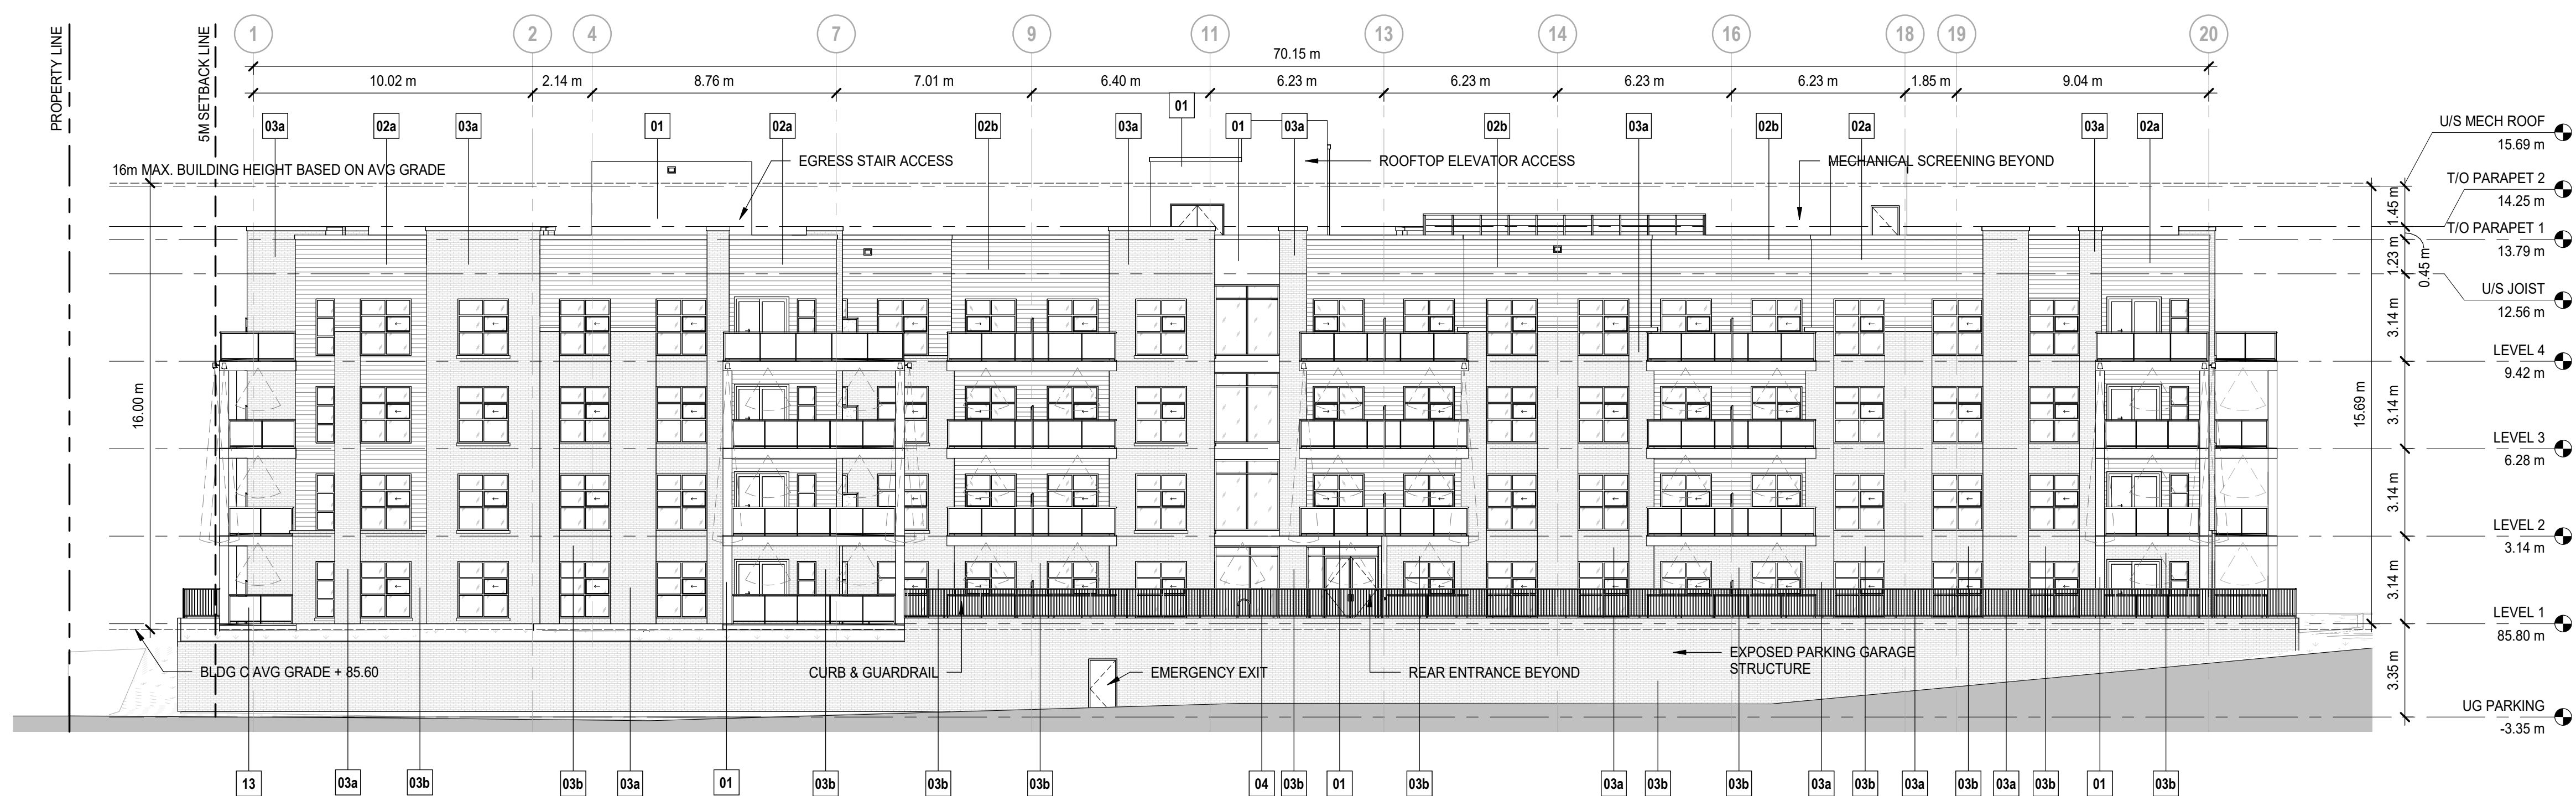 PROPERTY LINE
5M SETBACK LINE
1
2
4
7
9
11
13
14
16
18
19
20
70.15 m
10.02 m
2.14 m
8.76 m
7.01 m
6.40 m
6.23 m
6.23 m
6.23 m
6.23 m
1.85 m
9.04 m
01
03a
02a
03a
01
02a
02b
03a
01
03a
02b
03a
02b
02a
03a
02a
16m MAX. BUILDING HEIGHT BASED ON AVG GRADE
EGRESS STAIR ACCESS
ROOFTOP ELEVATOR ACCESS
MECHANICAL SCREENING BEYOND
U/S MECH ROOF
15.69 m
T/O PARAPET 2
14.25 m
T/O PARAPET 1
13.79 m
U/S JOIST
12.56 m
LEVEL 4
9.42 m
LEVEL 3
6.28 m
LEVEL 2
3.14 m
LEVEL 1
85.80 m
UG PARKING
-3.35 m
1.45 m
0.45 m
1.23 m
3.14 m
3.14 m
3.14 m
3.14 m
3.35 m
15.69 m
16.00 m
BLDG C AVG GRADE + 85.60
CURB & GUARDRAIL
EMERGENCY EXIT
REAR ENTRANCE BEYOND
EXPOSED PARKING GARAGE
STRUCTURE
13
03a
03b
03b
03a
01
03b
03b
03b
04
03b
01
03b
03a
03b
03b
03a
03b
03a
03b
03a
03b
01
03b